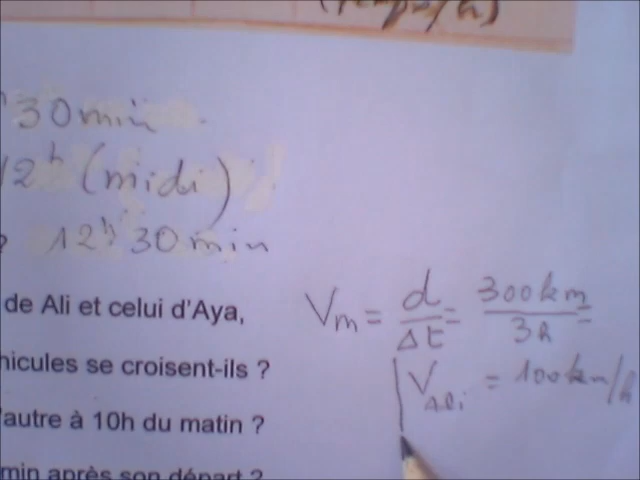 30min
12h (midi)
? 12h 30min
de Ali et celui d'Aya,
Vm = d/Δt = 300km/3h =
hicules se croisent-ils ?
VAli = 100km/h
'autre à 10h du matin ?
min après son départ ?